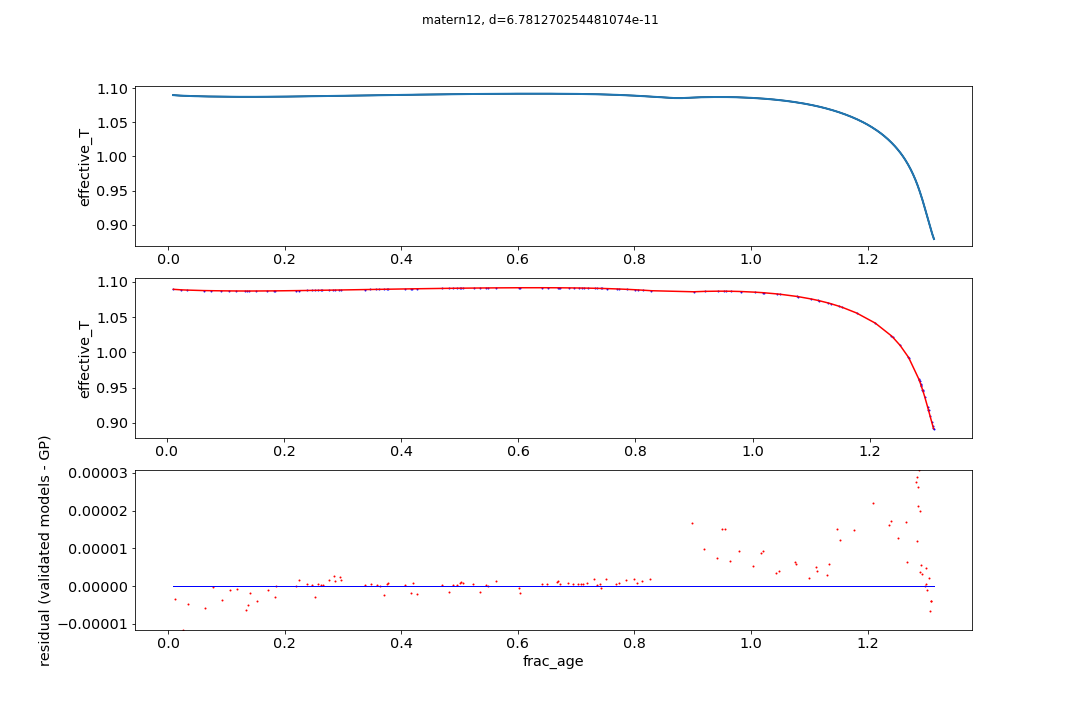 matern12, d=6.781270254481074e-11
1.10
1.05
1.00
0.95
0.90
effective_T
0.0 0.2 0.4 0.6 0.8 1.0 1.2
1.10
1.05
1.00
0.95
0.90
effective_T
0.0 0.2 0.4 0.6 0.8 1.0 1.2
0.00003
0.00002
0.00001
0.00000
−0.00001
residual (validated models - GP)
0.0 0.2 0.4 0.6 0.8 1.0 1.2
frac_age